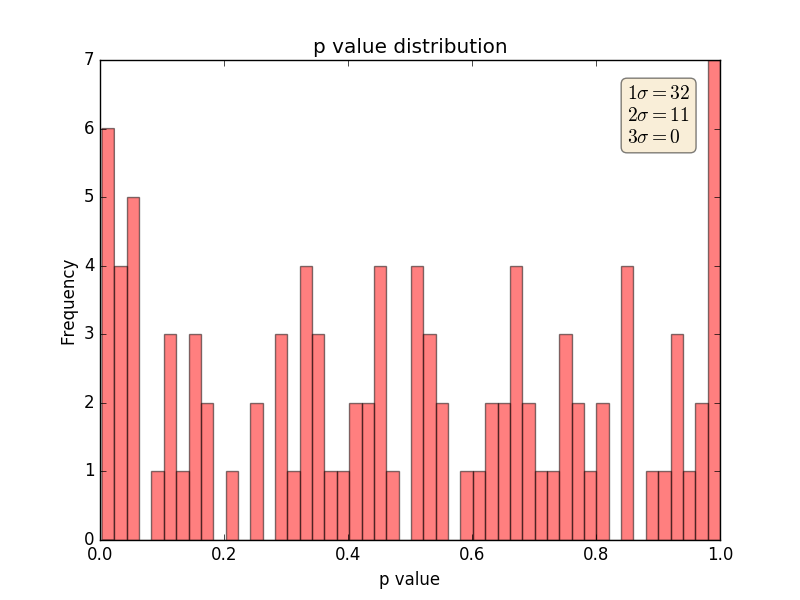 p value distribution
7
6
5
4
3
2
1
0
Frequency
1σ = 32
2σ = 11
3σ = 0
0.0 0.2 0.4 0.6 0.8 1.0
p value